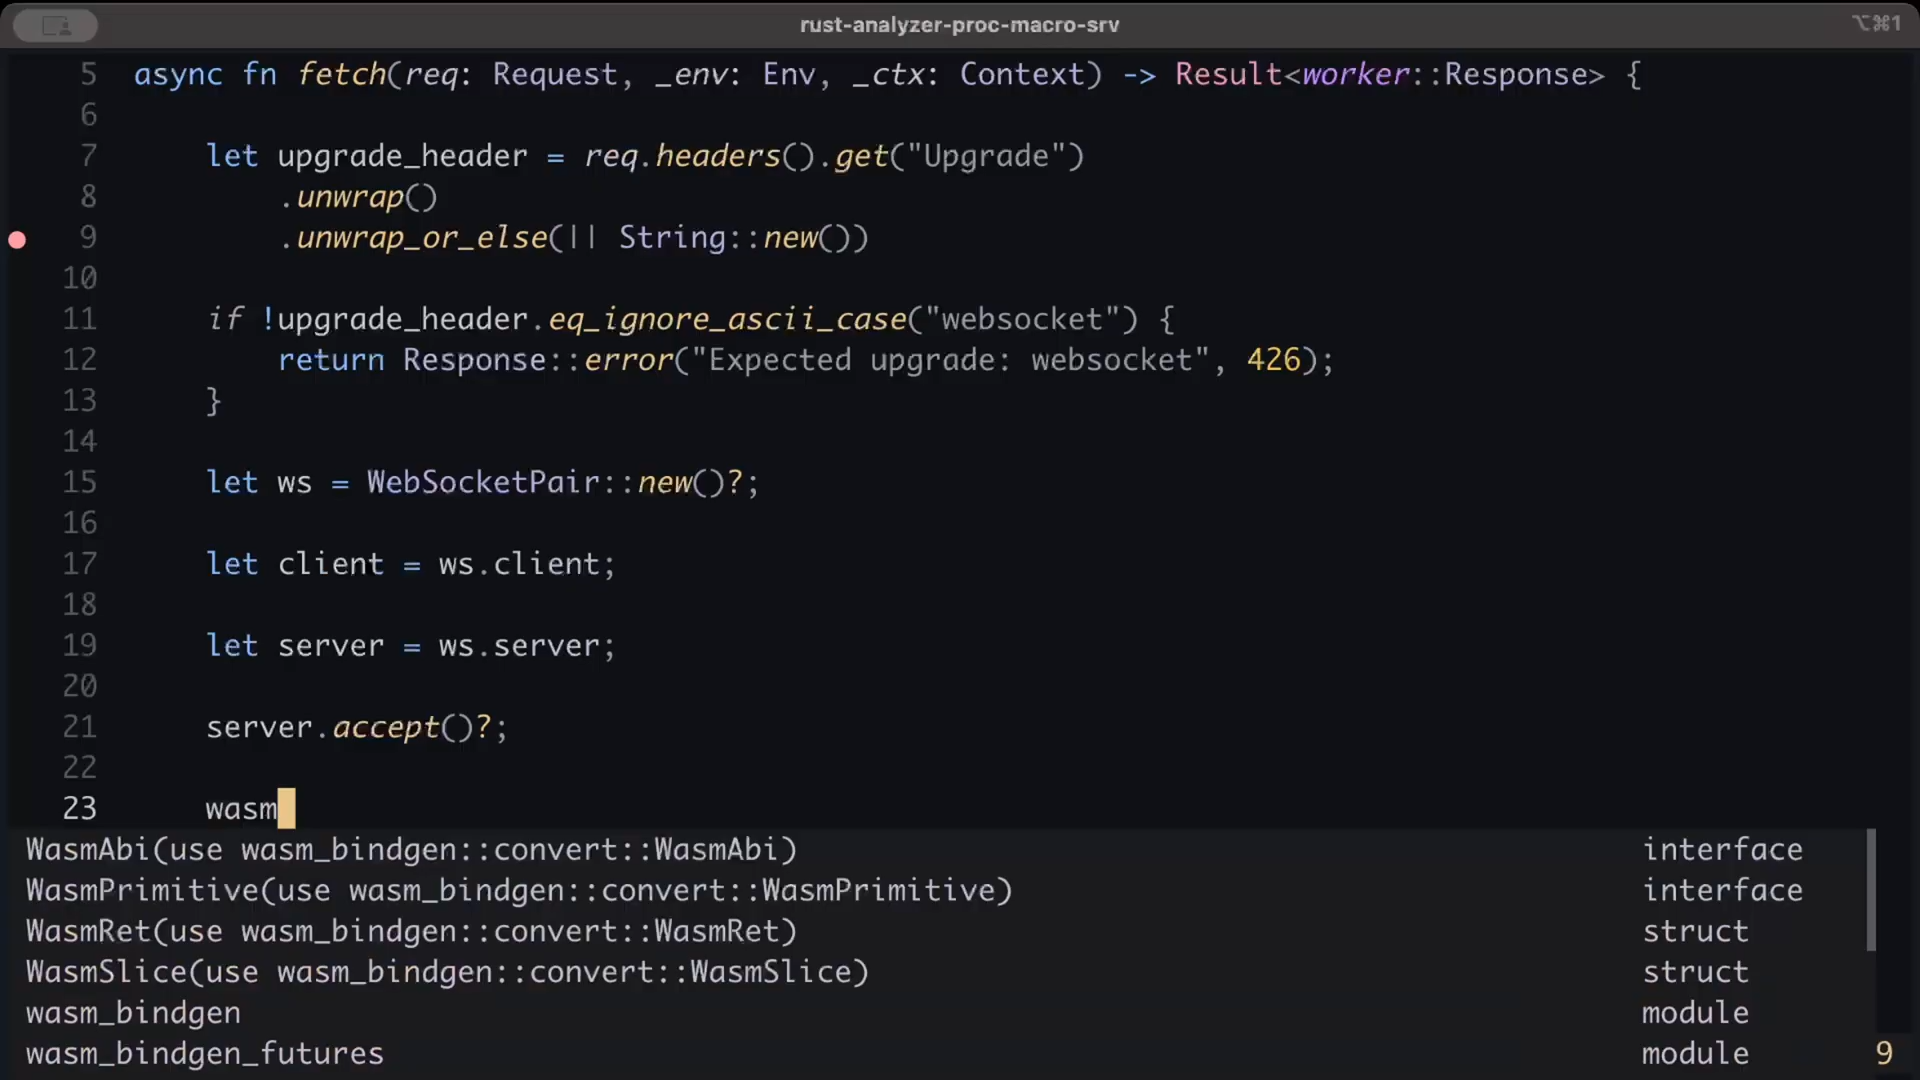 rust-analyzer-proc-macro-srv
⌥⌘1
5 async fn fetch(req: Request, _env: Env, _ctx: Context) -> Result<worker::Response> {
6
7 let upgrade_header = req.headers().get("Upgrade")
8 .unwrap()
9 .unwrap_or_else(|| String::new())
10
11 if !upgrade_header.eq_ignore_ascii_case("websocket") {
12 return Response::error("Expected upgrade: websocket", 426);
13 }
14
15 let ws = WebSocketPair::new()?;
16
17 let client = ws.client;
18
19 let server = ws.server;
20
21 server.accept()?;
22
23 wasm
WasmAbi(use wasm_bindgen::convert::WasmAbi) interface
WasmPrimitive(use wasm_bindgen::convert::WasmPrimitive) interface
WasmRet(use wasm_bindgen::convert::WasmRet) struct
WasmSlice(use wasm_bindgen::convert::WasmSlice) struct
wasm_bindgen module
wasm_bindgen_futures module 9